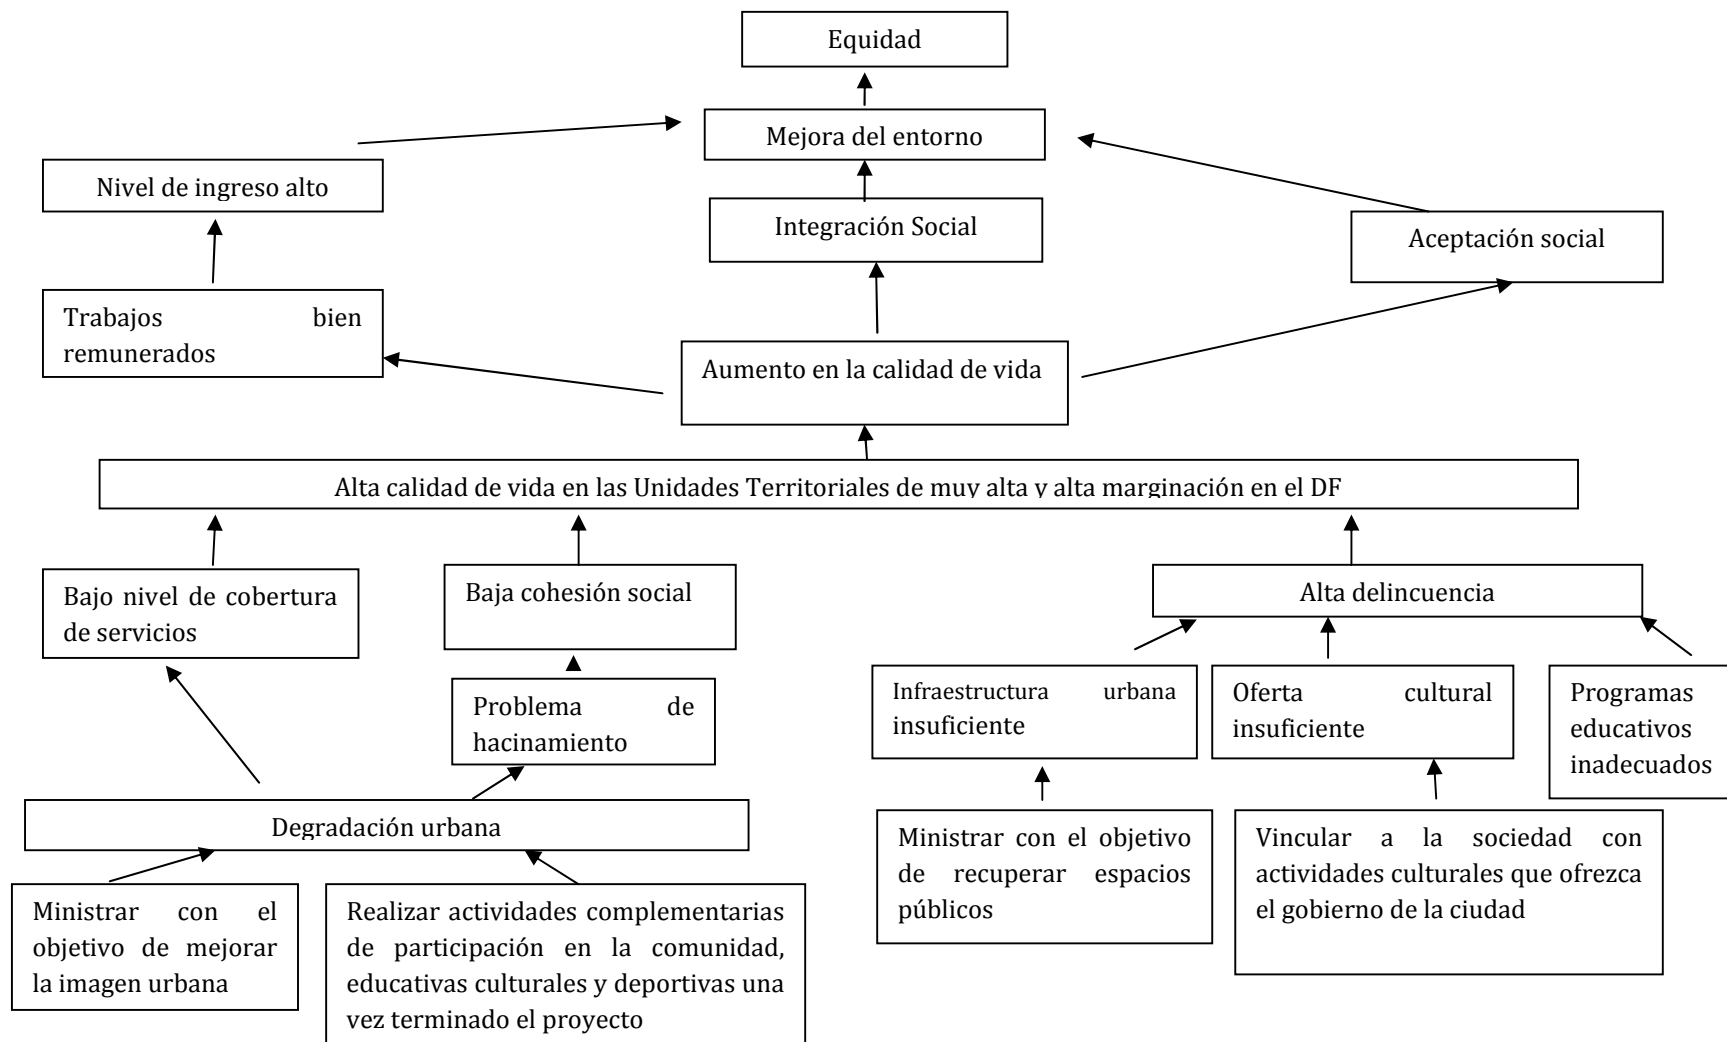 Equidad
Mejora del entorno
Nivel de ingreso alto
Integración Social
Aceptación social
Trabajos bien
remunerados
Aumento en la calidad de vida
Alta calidad de vida en las Unidades Territoriales de muy alta y alta marginación en el DF
Bajo nivel de cobertura
de servicios
Baja cohesión social
Alta delincuencia
Problema de
hacinamiento
Infraestructura urbana
insuficiente
Oferta cultural
insuficiente
Programas
educativos
inadecuados
Degradación urbana
Ministrar con el
objetivo de mejorar
la imagen urbana
Realizar actividades complementarias
de participación en la comunidad,
educativas culturales y deportivas una
vez terminado el proyecto
Ministrar con el objetivo
de recuperar espacios
públicos
Vincular a la sociedad con
actividades culturales que ofrezca
el gobierno de la ciudad